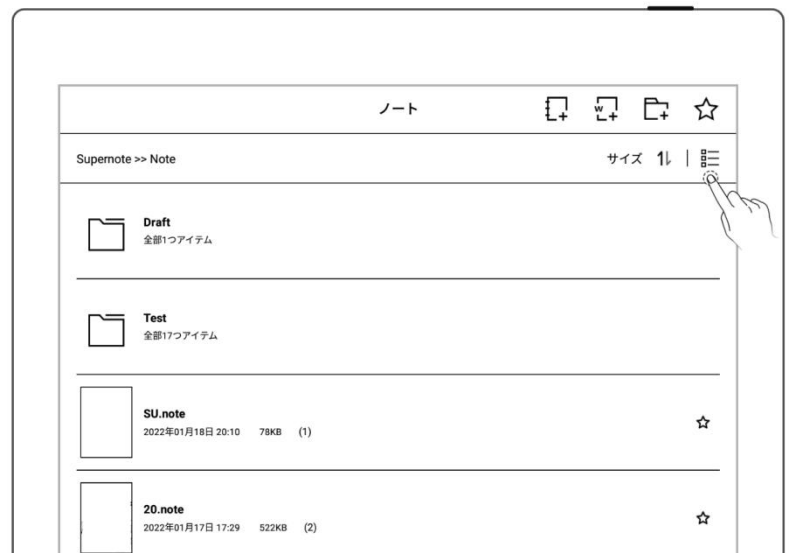 ノート
Supernote >> Note
サイズ
Draft
全部1つアイテム
Test
全部17つアイテム
SU.note
2022年01月18日 20:10 78KB (1)
20.note
2022年01月17日 17:29 522KB (2)